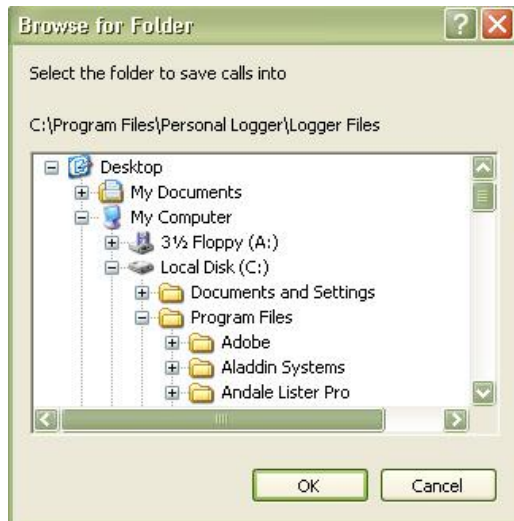 Browse for Folder
Select the folder to save calls into
C:\Program Files\Personal Logger\Logger Files
Desktop
My Documents
My Computer
3½ Floppy (A:)
Local Disk (C:)
Documents and Settings
Program Files
Adobe
Aladdin Systems
Andale Lister Pro
OK Cancel